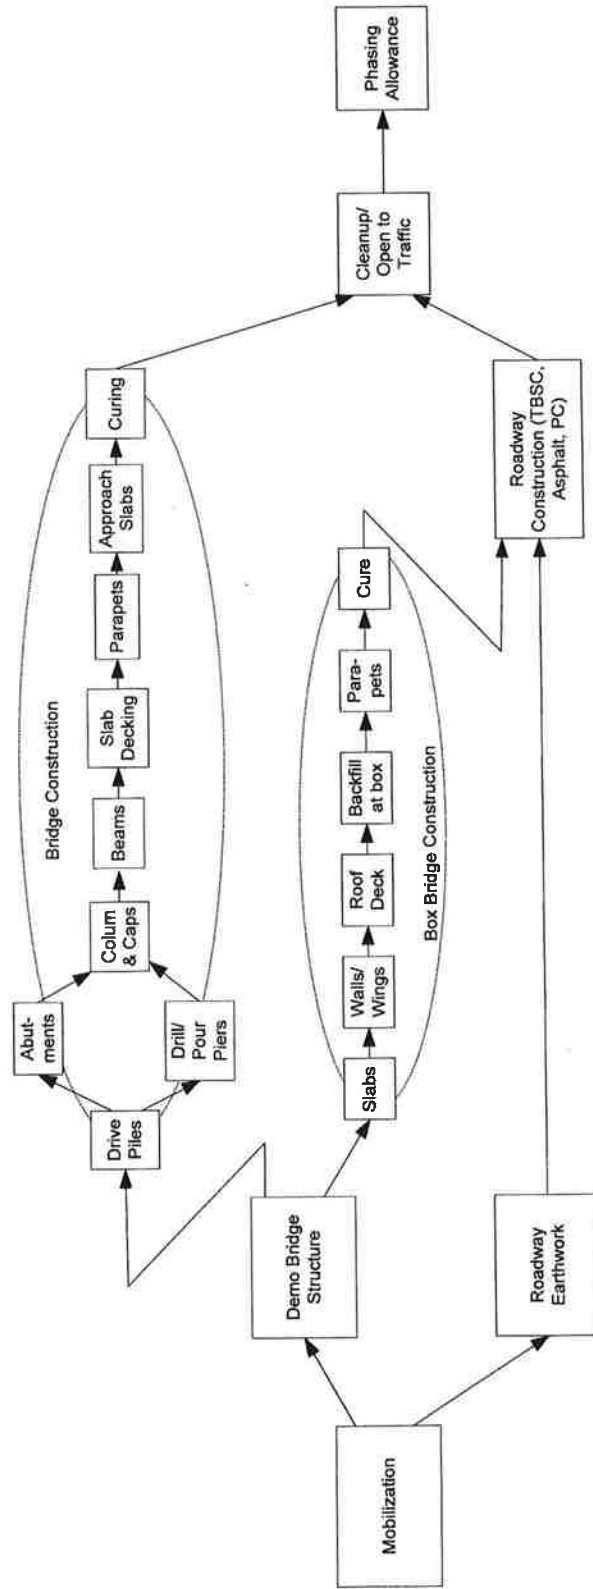 Mobilization
Demo Bridge
Structure
Roadway
Earthwork
Drive
Piles
Abut-
ments
Drill/
Pour
Piers
Colum
& Caps
Beams
Slab
Decking
Parapets
Approach
Slabs
Curing
Bridge Construction
Slabs
Walls/
Wings
Roof
Deck
Backfill
at box
Para-
pets
Cure
Box Bridge Construction
Roadway
Construction (TBSC,
Asphalt, PC)
Cleanup/
Open to
Traffic
Phasing
Allowance